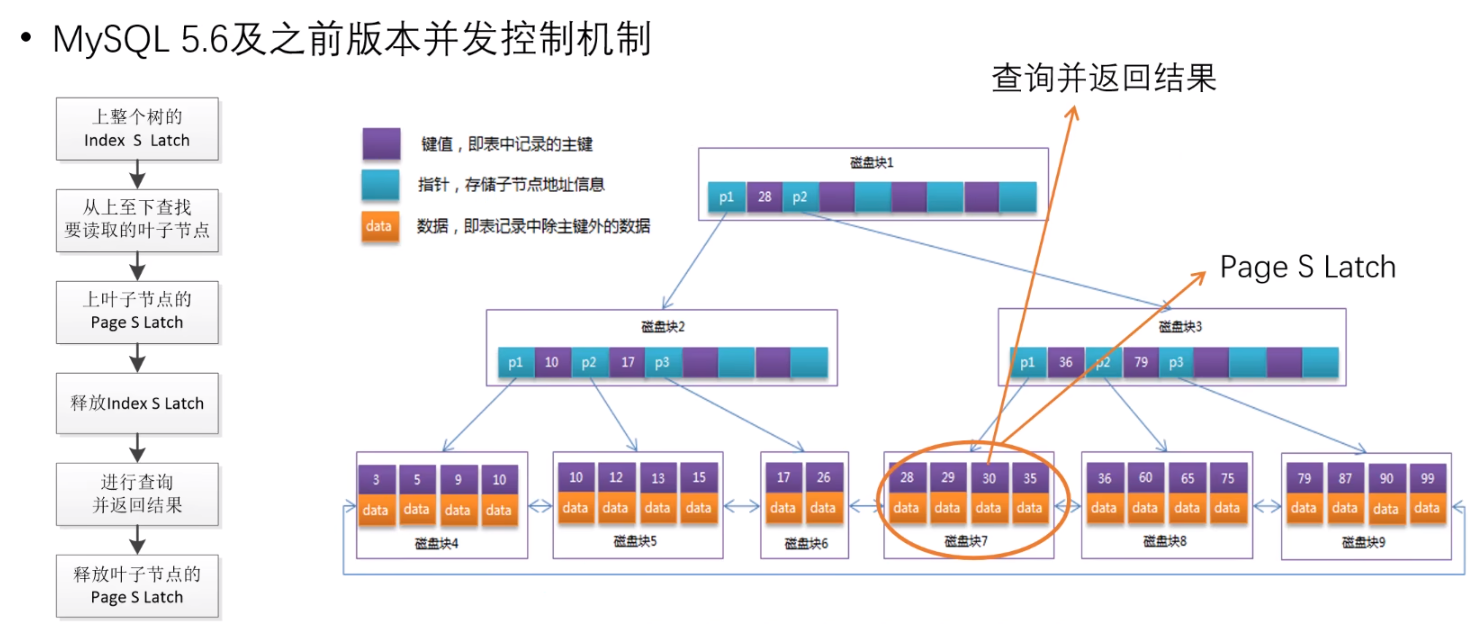 • MySQL 5.6及之前版本并发控制机制
上整个树的
Index S Latch
从上至下查找
要读取的叶子节点
上叶子节点的
Page S Latch
释放Index S Latch
进行查询
并返回结果
释放叶子节点的
Page S Latch
键值，即表中记录的主键
指针，存储子节点地址信息
data 数据，即表记录中除主键外的数据
查询并返回结果
Page S Latch
磁盘块1
p1 28 p2
磁盘块2
p1 10 p2 17 p3
磁盘块3
p1 36 p2 79 p3
3 5 9 10
data data data data
磁盘块4
10 12 13 15
data data data data
磁盘块5
17 26
data data
磁盘块6
28 29 30 35
data data data data
磁盘块7
36 60 65 75
data data data data
磁盘块8
79 87 90 99
data data data data
磁盘块9